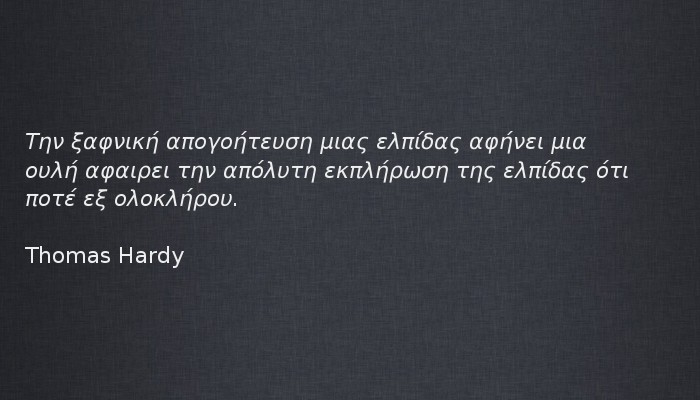 Την ξαφνική απογοήτευση μιας ελπίδας αφήνει μια
ουλή αφαιρει την απόλυτη εκπλήρωση της ελπίδας ότι
ποτέ εξ ολοκλήρου.
Thomas Hardy